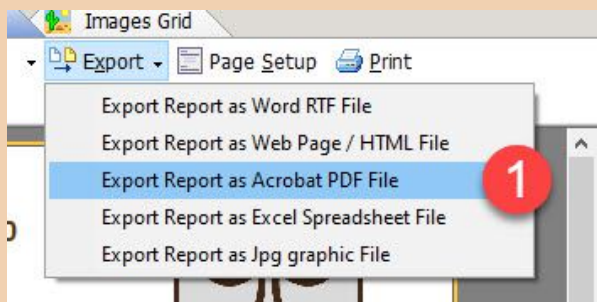 Images Grid
Export Page Setup Print
Export Report as Word RTF File
Export Report as Web Page / HTML File
Export Report as Acrobat PDF File
1
Export Report as Excel Spreadsheet File
Export Report as Jpg graphic File